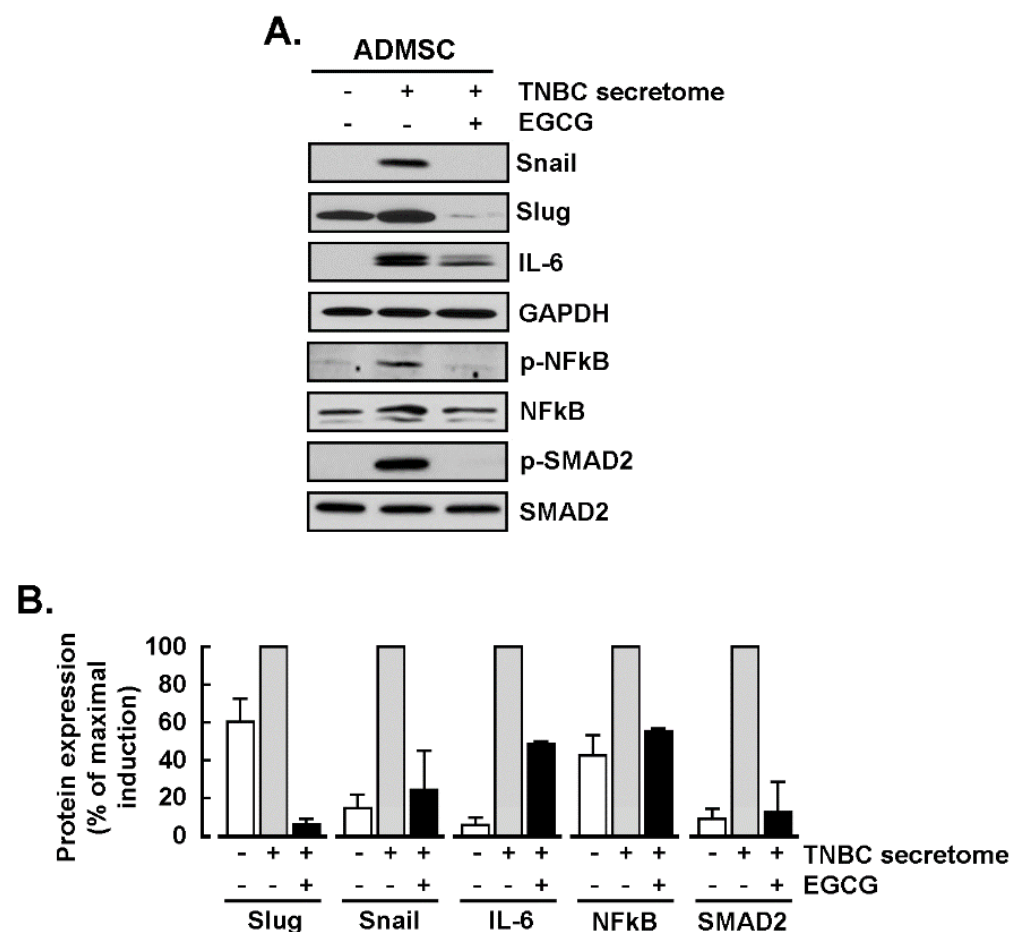 A.
ADMSC
- + + TNBC secretome
- - + EGCG
Snail
Slug
IL-6
GAPDH
p-NFkB
NFkB
p-SMAD2
SMAD2
B.
Protein expression
(% of maximal
induction)
100
80
60
40
20
0
- + + - + + - + + - + + - + + TNBC secretome
- - + - - + - - + - - + - - + EGCG
Slug Snail IL-6 NFkB SMAD2